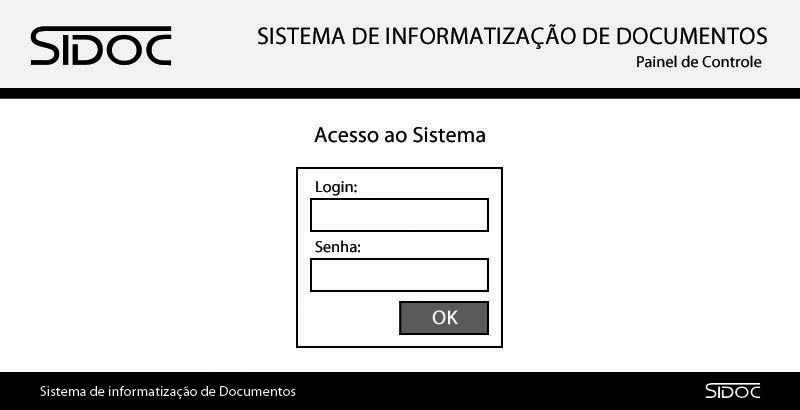 SIDOC
SISTEMA DE INFORMATIZAÇÃO DE DOCUMENTOS
Painel de Controle
Acesso ao Sistema
Login:
Senha:
OK
Sistema de informatização de Documentos
SIDOC